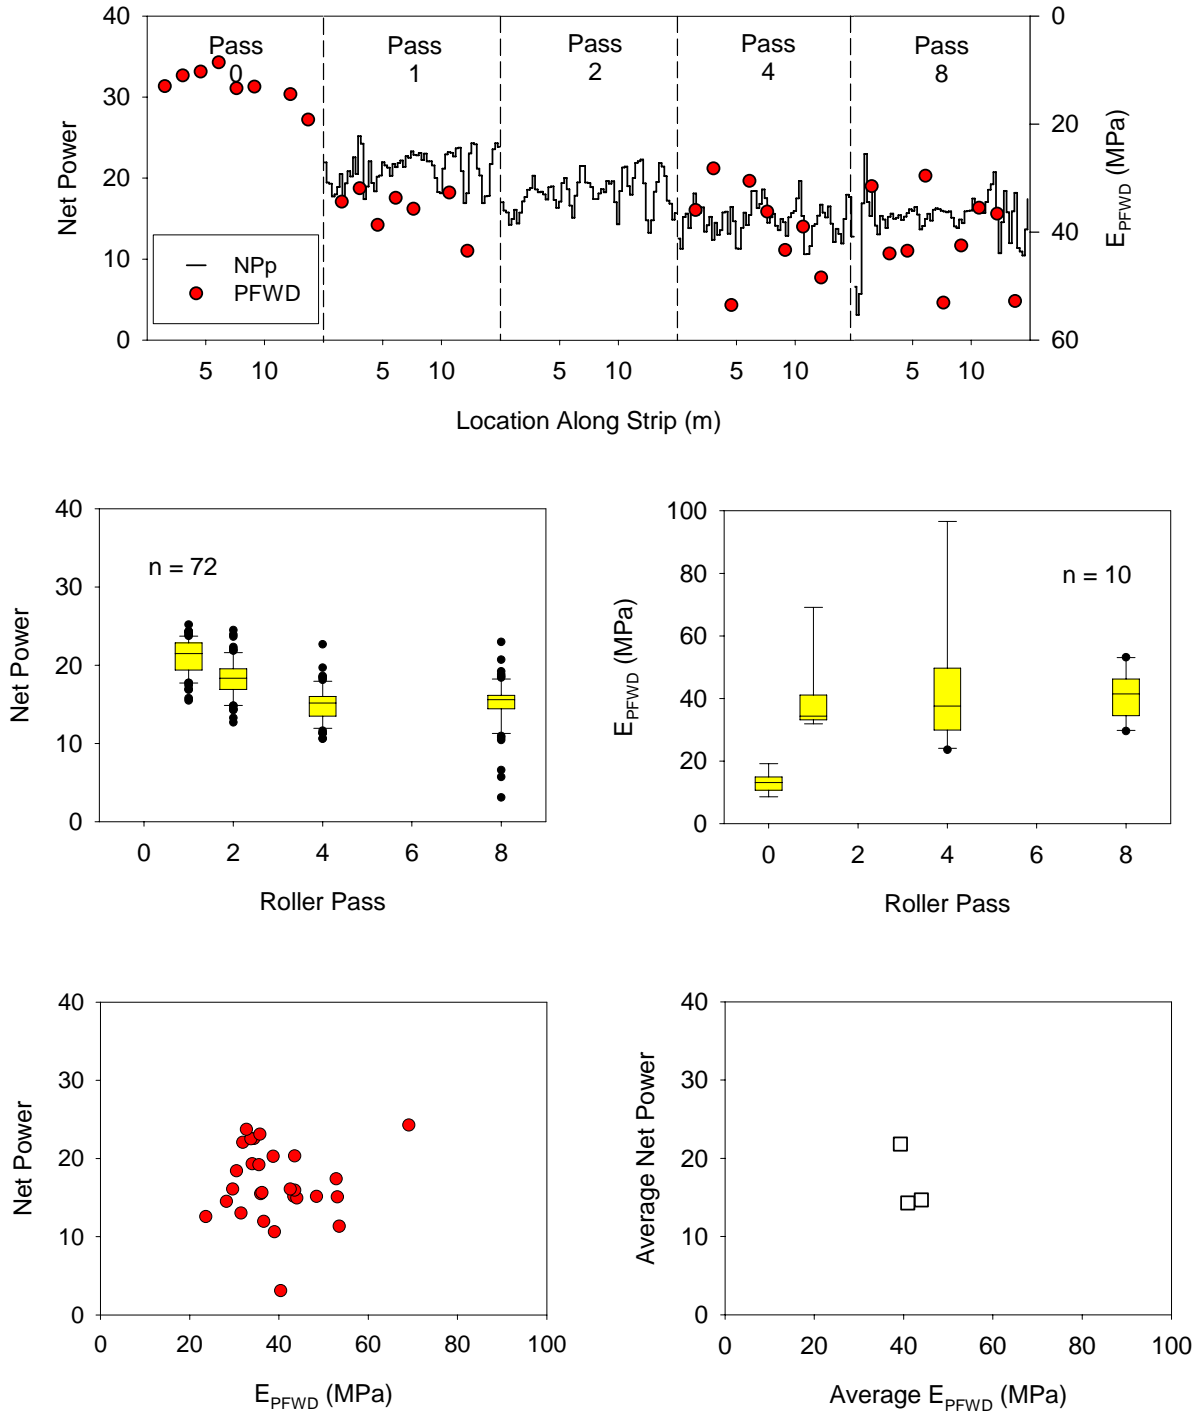 40
30
20
10
0
Net Power
Pass
0
Pass
1
Pass
2
Pass
4
Pass
8
0
20
40
60
E PFWD (MPa)
NPp
PFWD
5 10 5 10 5 10 5 10 5 10
Location Along Strip (m)
40
30
20
10
0
Net Power
n = 72
0 2 4 6 8
Roller Pass
100
80
60
40
20
0
E PFWD (MPa)
n = 10
0 2 4 6 8
Roller Pass
40
30
20
10
0
Net Power
0 20 40 60 80 100
E PFWD (MPa)
40
30
20
10
0
Average Net Power
0 20 40 60 80 100
Average E PFWD (MPa)